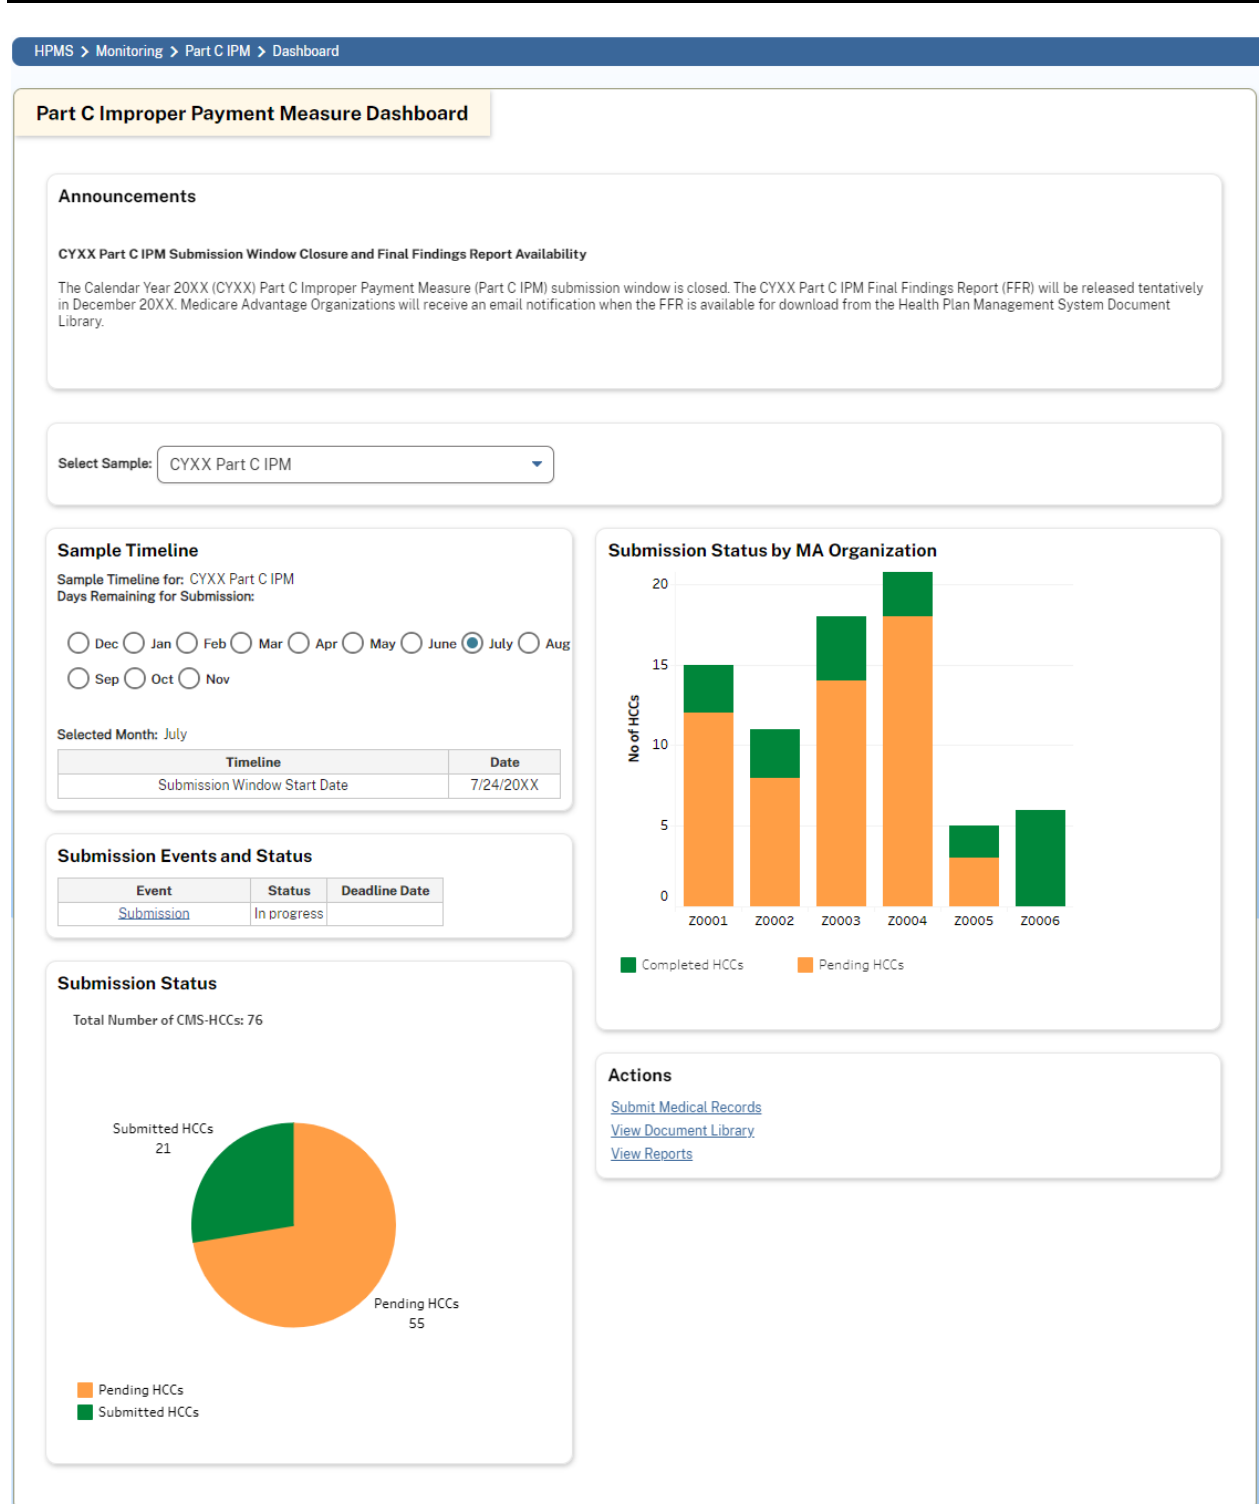 HPMS > Monitoring > Part C IPM > Dashboard
Part C Improper Payment Measure Dashboard
Announcements
CYXX Part C IPM Submission Window Closure and Final Findings Report Availability
The Calendar Year 20XX (CYXX) Part C Improper Payment Measure (Part C IPM) submission window is closed. The CYXX Part C IPM Final Findings Report (FFR) will be released tentatively
in December 20XX. Medicare Advantage Organizations will receive an email notification when the FFR is available for download from the Health Plan Management System Document
Library.
Select Sample: CYXX Part C IPM
Sample Timeline
Sample Timeline for: CYXX Part C IPM
Days Remaining for Submission:
Dec Jan Feb Mar Apr May June July Aug
Sep Oct Nov
Selected Month: July
Timeline Date
Submission Window Start Date 7/24/20XX
Submission Events and Status
Event Status Deadline Date
Submission In progress
Submission Status
Total Number of CMS-HCCs: 76
Submitted HCCs
21
Pending HCCs
55
Pending HCCs
Submitted HCCs
Submission Status by MA Organization
No of HCCs
20
15
10
5
0
Z0001 Z0002 Z0003 Z0004 Z0005 Z0006
Completed HCCs Pending HCCs
Actions
Submit Medical Records
View Document Library
View Reports